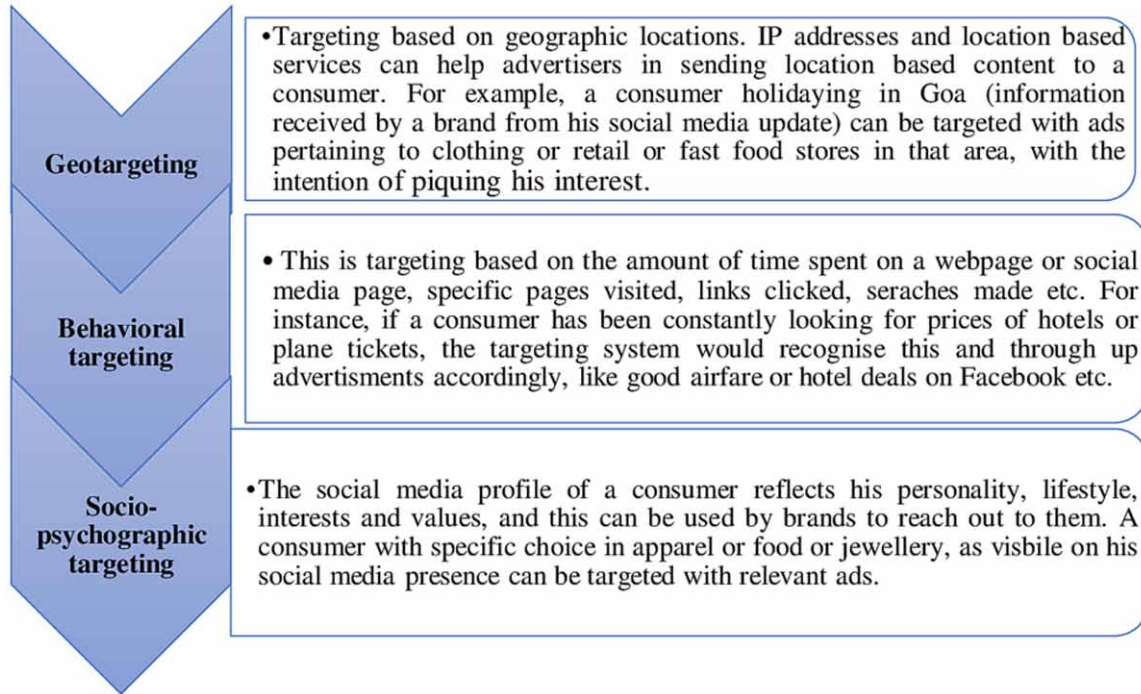 Geotargeting
•Targeting based on geographic locations. IP addresses and location based
services can help advertisers in sending location based content to a
consumer. For example, a consumer holidaying in Goa (information
received by a brand from his social media update) can be targeted with ads
pertaining to clothing or retail or fast food stores in that area, with the
intention of piquing his interest.
Behavioral
targeting
• This is targeting based on the amount of time spent on a webpage or social
media page, specific pages visited, links clicked, seraches made etc. For
instance, if a consumer has been constantly looking for prices of hotels or
plane tickets, the targeting system would recognise this and through up
advertisments accordingly, like good airfare or hotel deals on Facebook etc.
Socio-
psychographic
targeting
•The social media profile of a consumer reflects his personality, lifestyle,
interests and values, and this can be used by brands to reach out to them. A
consumer with specific choice in apparel or food or jewellery, as visbile on his
social media presence can be targeted with relevant ads.